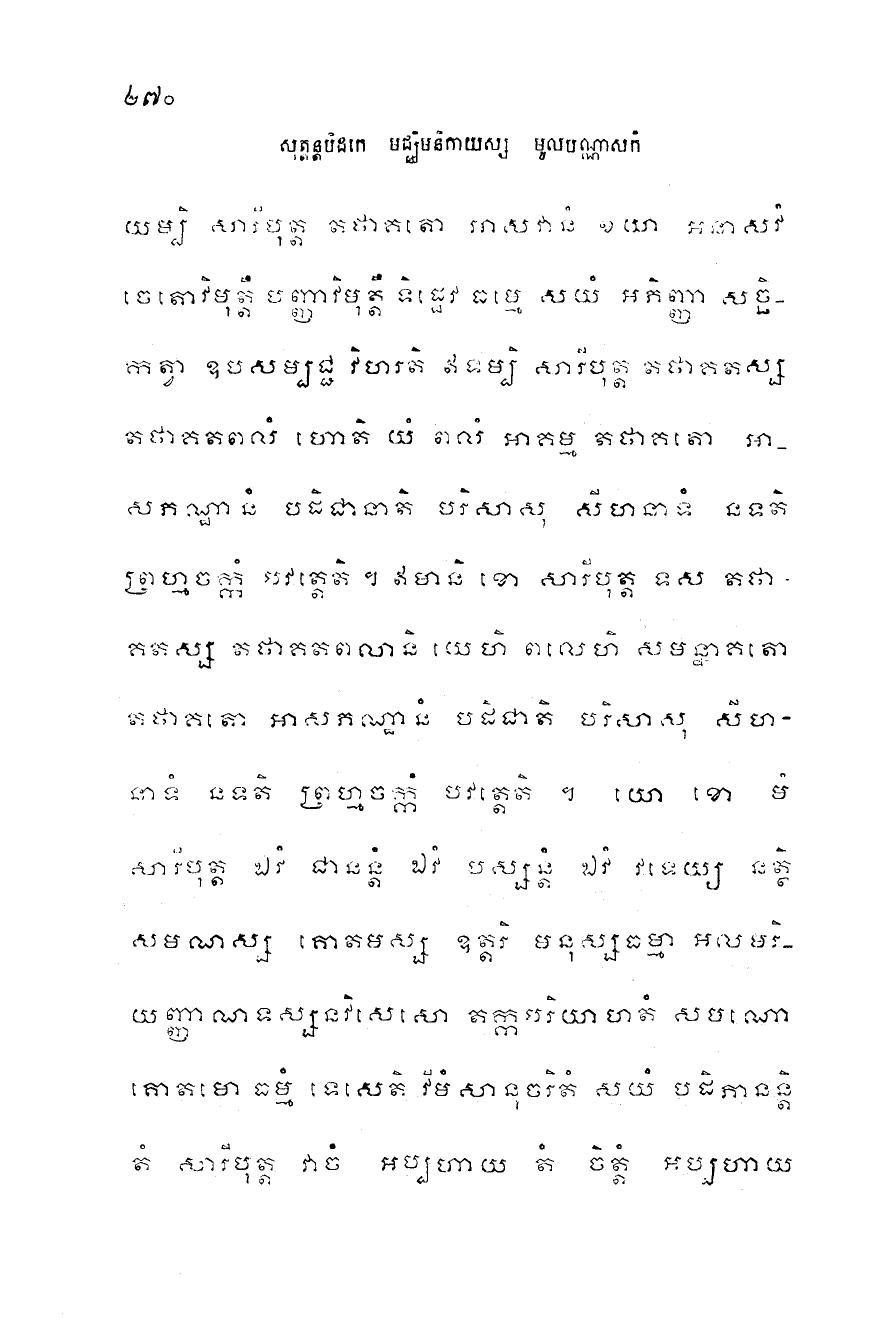 ២៧០
សុត្តន្តបិដកេ មជ្ឈិមនិកាយស្ស មូលបណ្ណាសកំ
យម្បិ សារីបុត្ត តថាគតោ អាសវានំ ខយា អនាសវំ
ចេតោវិមុត្តឹ បញ្ញាវិមុត្តឹ ទិដ្ឋេវ ធម្មេ សយំ អភិញ្ញា សច្ឆិ-
កត្វា ឧបសម្បជ្ជ វិហរតិ ឥទម្បិ សារីបុត្ត តថាគតស្ស
តថាគតពលំ ហោតិ យំ ពលំ អាគម្ម តថាគតោ អា-
សភណ្ឋានំ បដិជានាតិ បរិសាសុ សីហនាទំ នទតិ
ព្រហ្មចក្កំ បវត្តេតិ ។ ឥមានិ ខោ សារីបុត្ត ទស តថា-
គតស្ស តថាគតពលានិ យេហិ ពលេហិ សមន្នាគតោ
តថាគតោ អាសភណ្ឋានំ បដិជាតិ បរិសាសុ សីហ-
នាទំ នទតិ ព្រហ្មចក្កំ បវត្តេតិ ។ យោ ខោ មំ
សារីបុត្ត ឯវំ ជានន្តំ ឯវំ បស្សន្តំ ឯវំ វទេយ្យ នត្ថិ
សមណស្ស គោតមស្ស ឧត្តរិ មនុស្សធម្មា អលមរិ-
យញ្ញាណទស្សនវិសេសោ តក្កបរិយាហតំ សមណោ
គោតមោ ធម្មំ ទេសេតិ វីមំសានុចរិតំ សយំ បដិភានន្តិ
តំ សារីបុត្ត វាចំ អប្បហាយ តំ ចិត្តំ អប្បហាយ